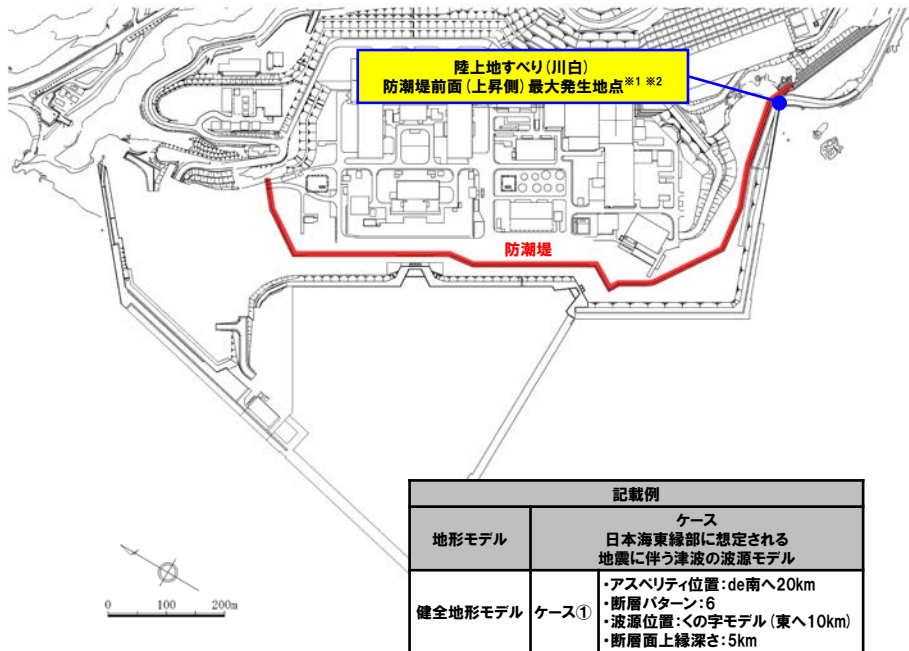 陸上地すべり(川白)
防潮堤前面(上昇側)最大発生地点※1 ※2
防潮堤
記載例
地形モデル
ケース
日本海東縁部に想定される
地震に伴う津波の波源モデル
健全地形モデル
ケース①
・アスペリティ位置:de南へ20km
・断層パターン:6
・波源位置:くの字モデル(東へ10km)
・断層面上縁深さ:5km
0 100 200m